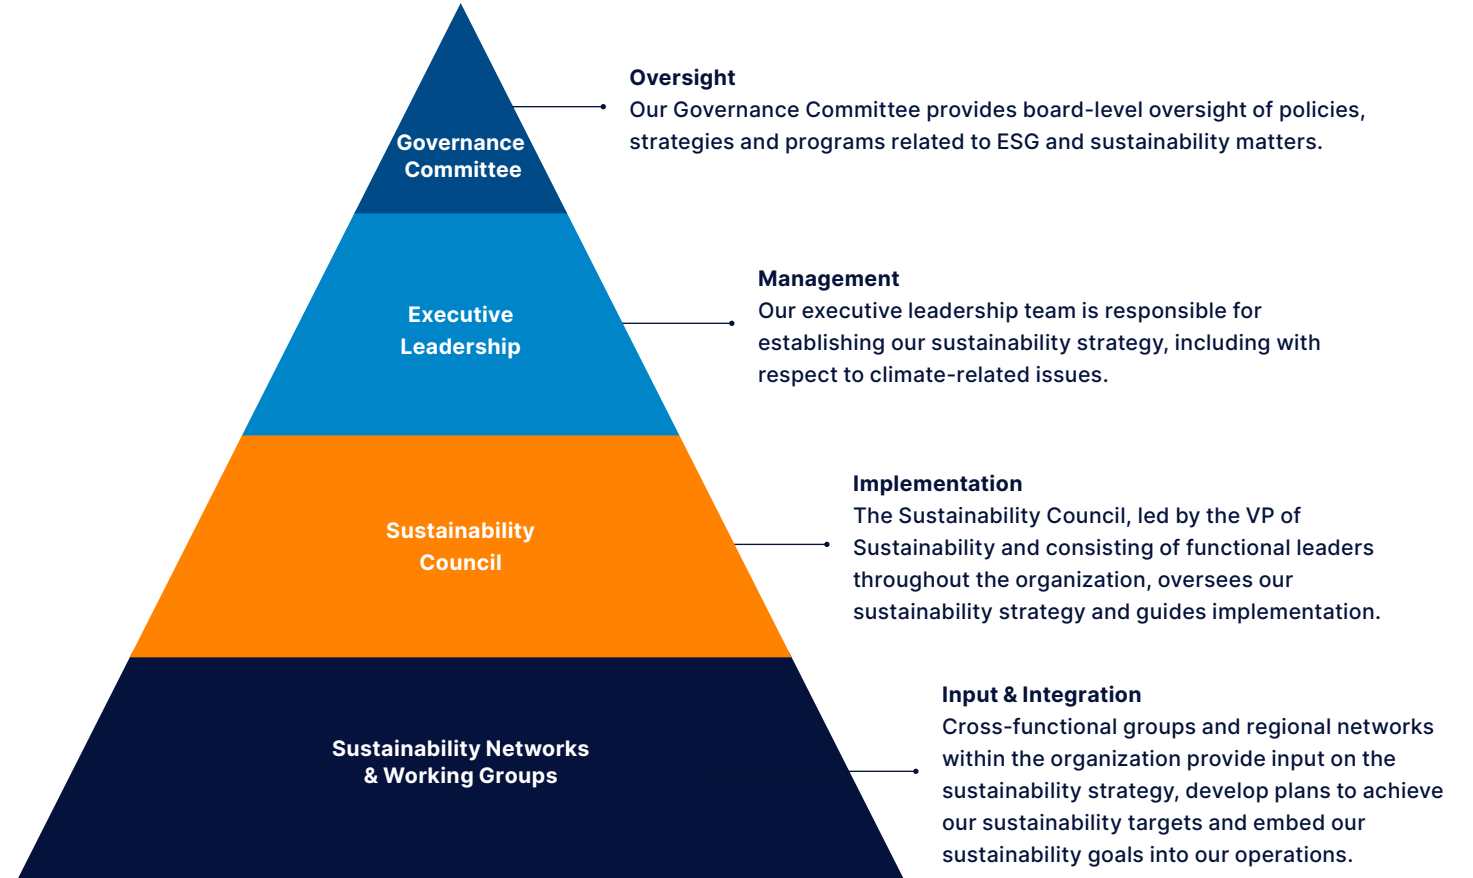 Governance
Committee
Oversight
Our Governance Committee provides board-level oversight of policies,
strategies and programs related to ESG and sustainability matters.
Executive
Leadership
Management
Our executive leadership team is responsible for
establishing our sustainability strategy, including with
respect to climate-related issues.
Sustainability
Council
Implementation
The Sustainability Council, led by the VP of
Sustainability and consisting of functional leaders
throughout the organization, oversees our
sustainability strategy and guides implementation.
Sustainability Networks
& Working Groups
Input & Integration
Cross-functional groups and regional networks
within the organization provide input on the
sustainability strategy, develop plans to achieve
our sustainability targets and embed our
sustainability goals into our operations.